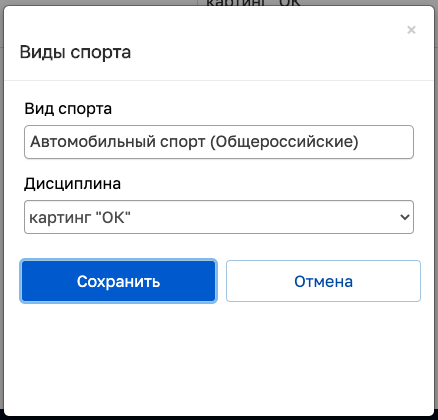 картинг "ОК"
×
Виды спорта
Вид спорта
Автомобильный спорт (Общероссийские)
Дисциплина
картинг "ОК"
Сохранить
Отмена